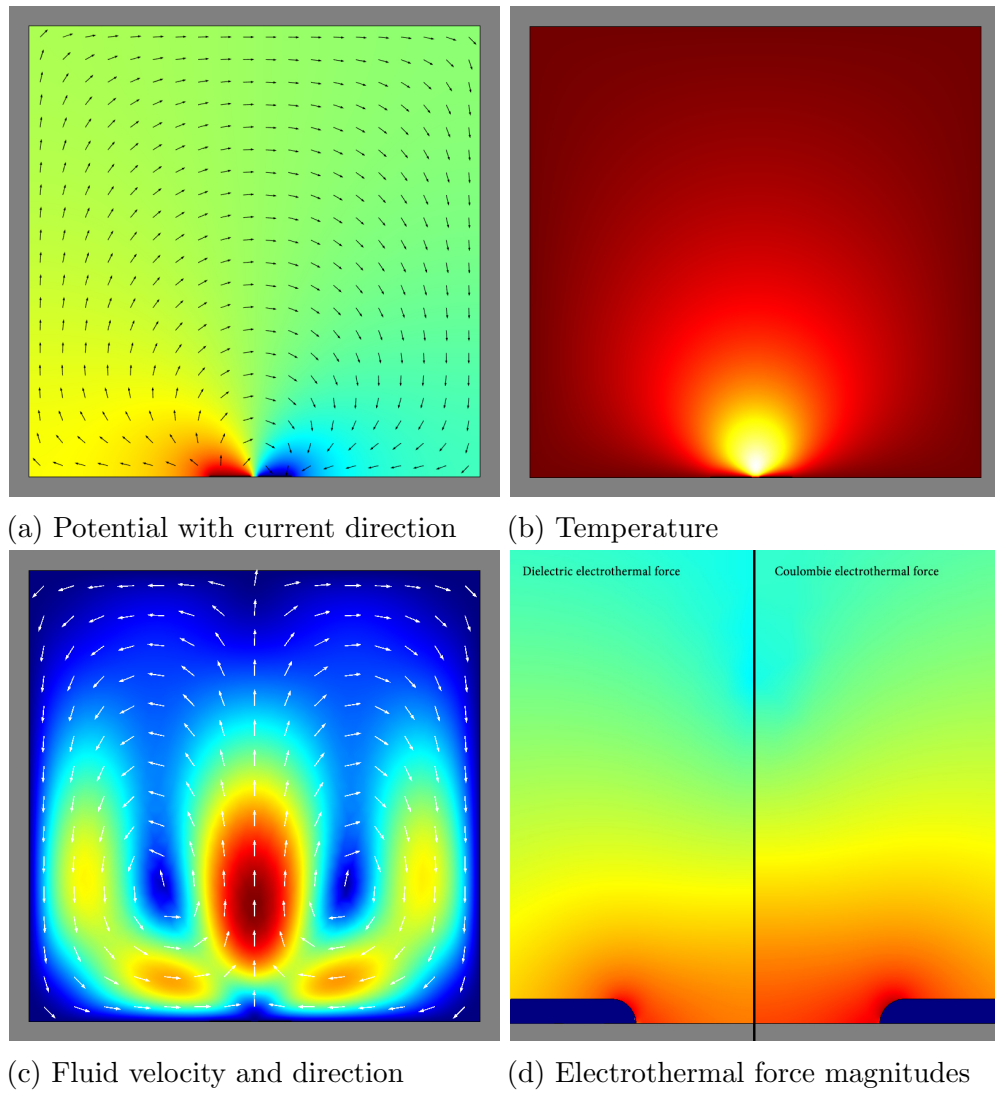 (a) Potential with current direction
(b) Temperature
Dielectric electrothermal force
Coulombie electrothermal force
(c) Fluid velocity and direction
(d) Electrothermal force magnitudes